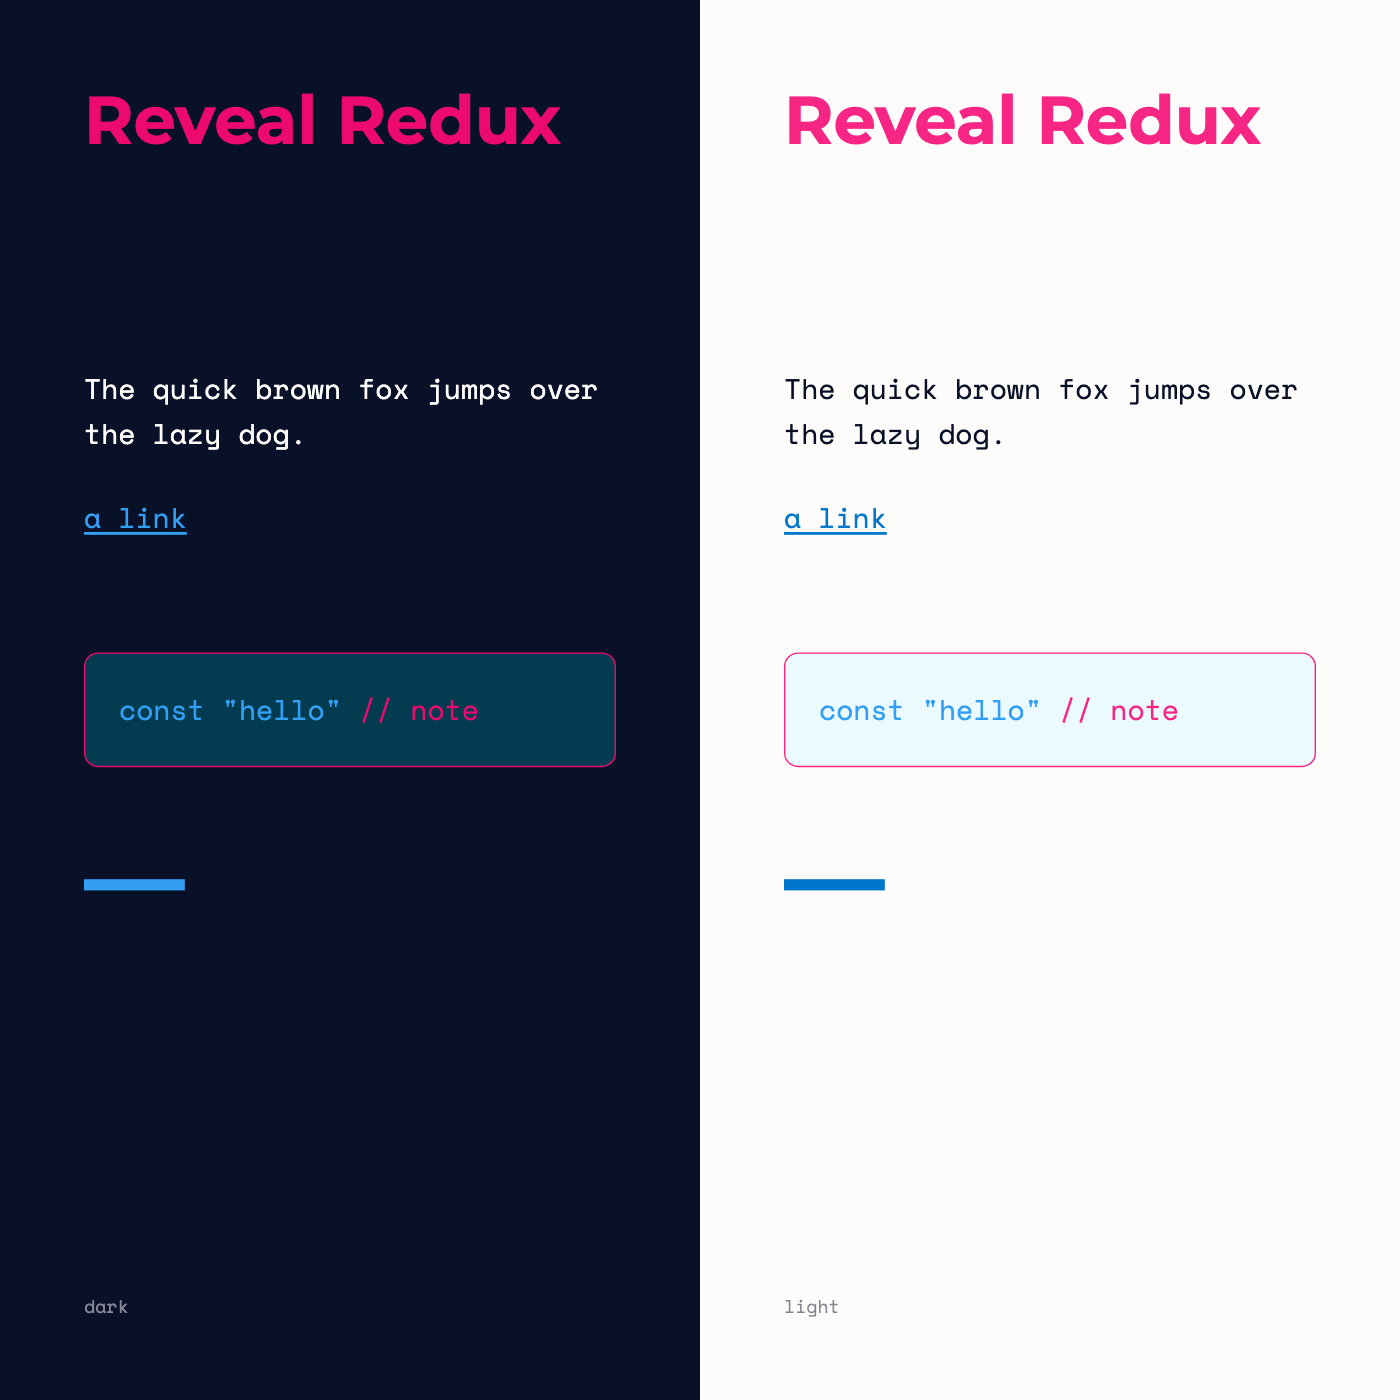 Reveal Redux
The quick brown fox jumps over
the lazy dog.
a link
const "hello" // note
dark
Reveal Redux
The quick brown fox jumps over
the lazy dog.
a link
const "hello" // note
light